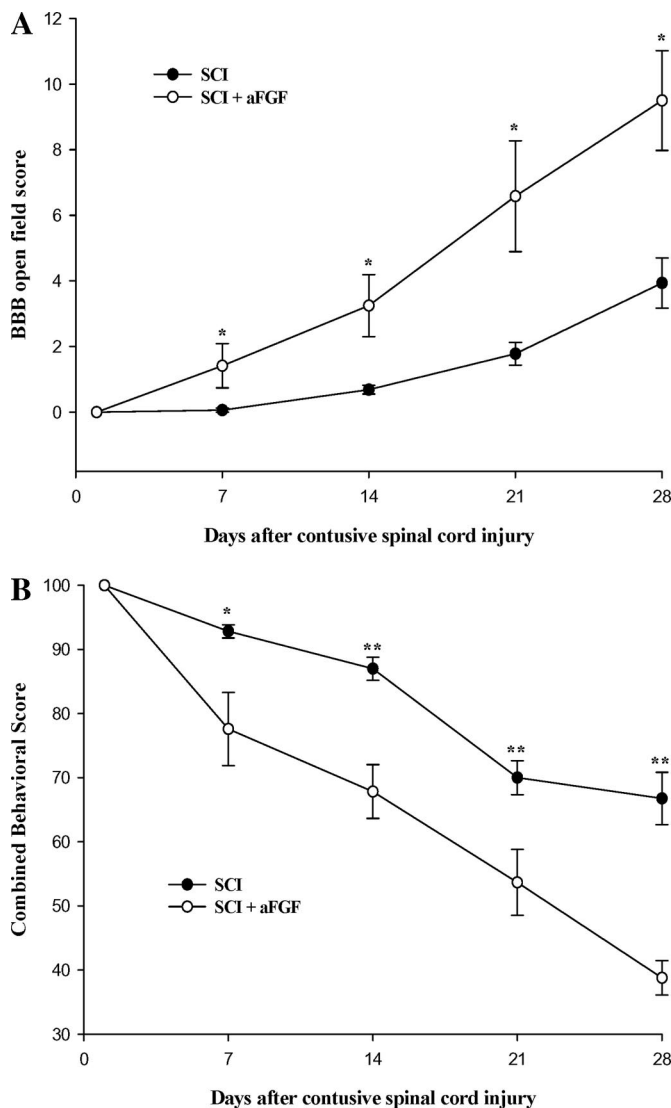 A
12
10
8
6
4
2
0
BBB open field score
SCI
SCI + aFGF
*
*
*
*
0 7 14 21 28
Days after contusive spinal cord injury
B
100
90
80
70
60
50
40
30
Combined Behavioral Score
*
**
**
**
SCI
SCI + aFGF
0 7 14 21 28
Days after contusive spinal cord injury